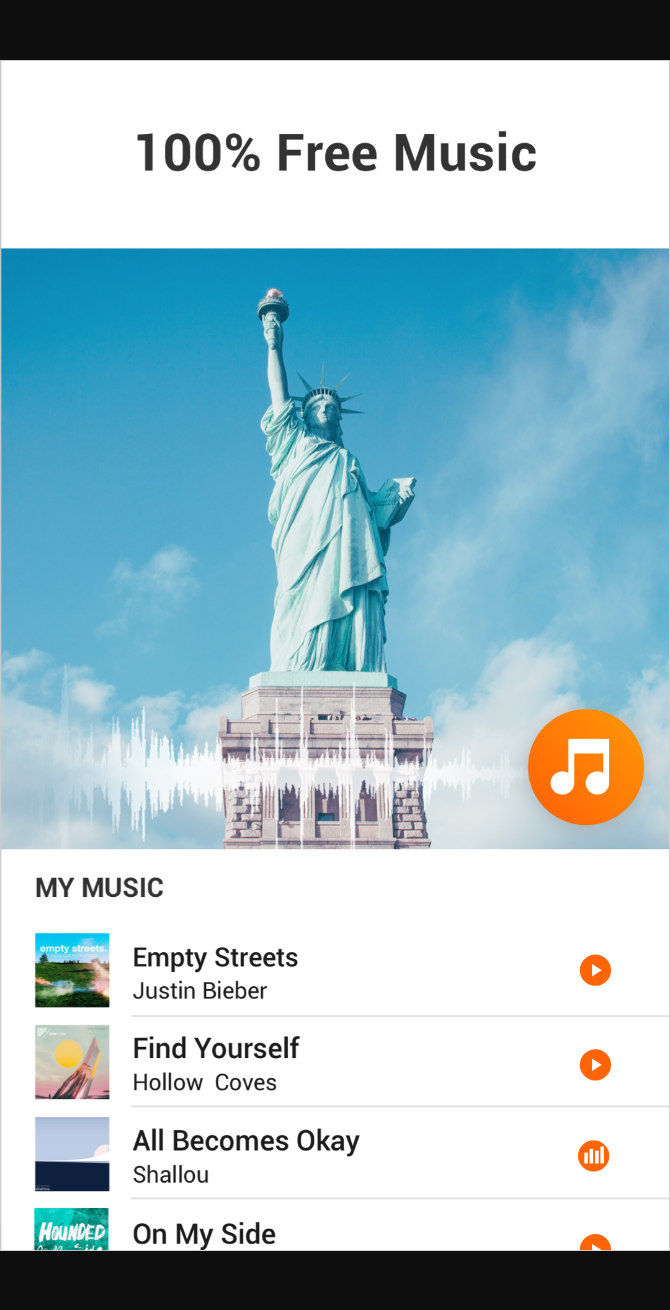 100% Free Music
MY MUSIC
empty streets.
Empty Streets
Justin Bieber
Find Yourself
Hollow  Coves
All Becomes Okay
Shallou
HOUNDED
On My Side